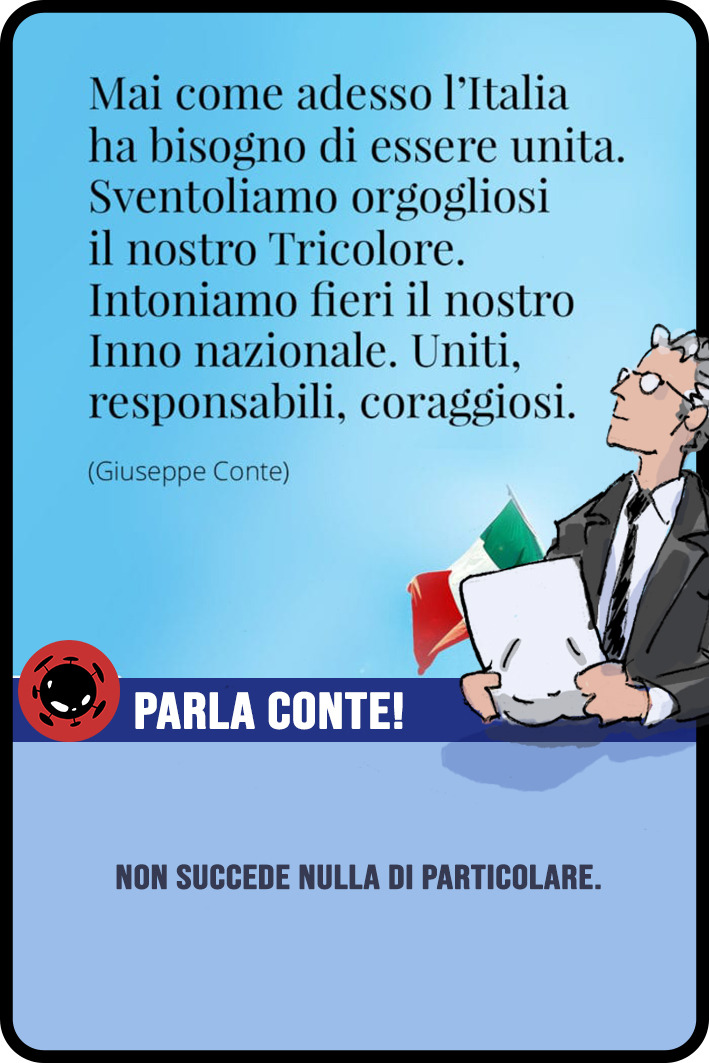 Mai come adesso l’Italia
ha bisogno di essere unita.
Sventoliamo orgogliosi
il nostro Tricolore.
Intoniamo fieri il nostro
Inno nazionale. Uniti,
responsabili, coraggiosi.
(Giuseppe Conte)
PARLA CONTE!
NON SUCCEDE NULLA DI PARTICOLARE.